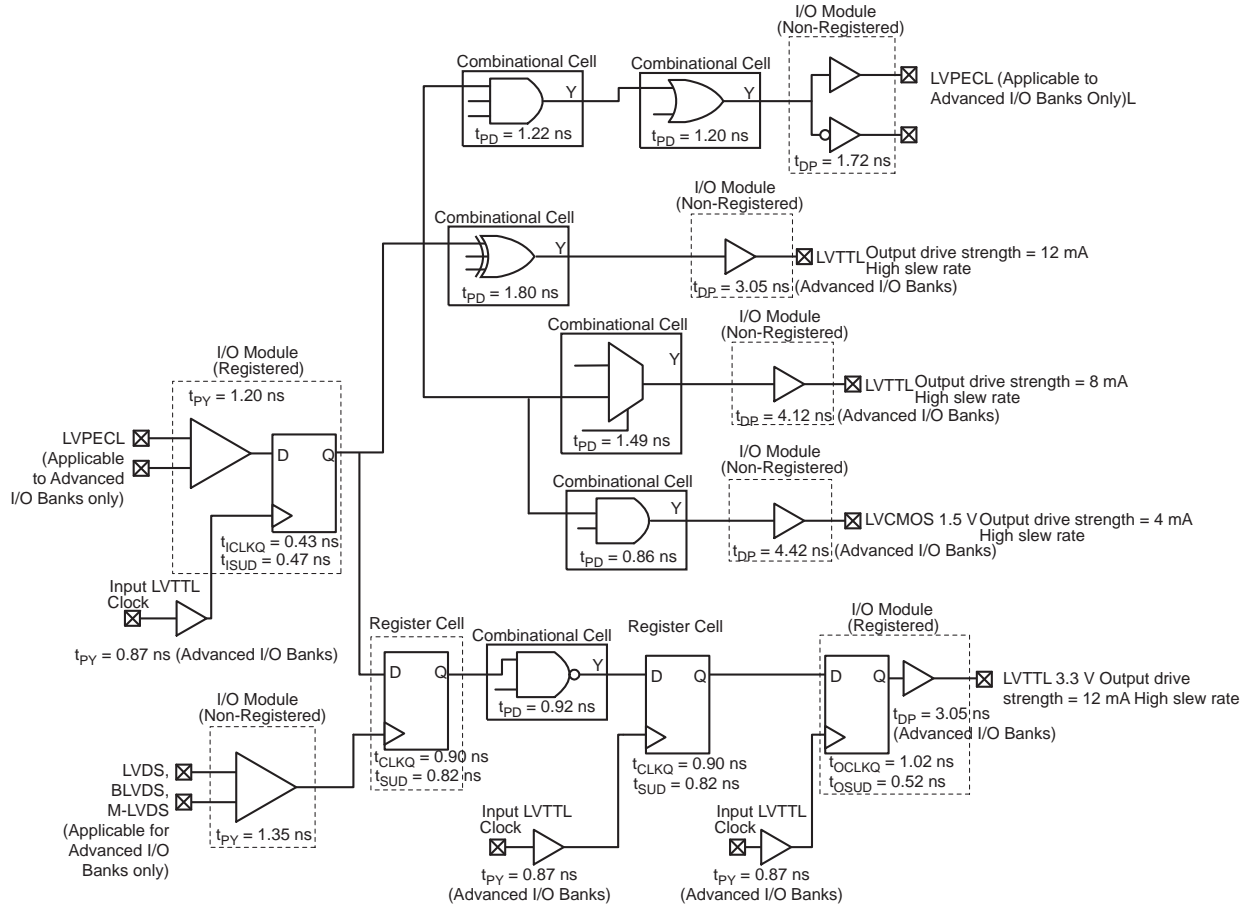 I/O Module
(Non-Registered)
Combinational Cell
Y
tPD = 1.22 ns
Combinational Cell
Y
tPD = 1.20 ns
tDP = 1.72 ns
LVPECL (Applicable to
Advanced I/O Banks Only)L
I/O Module
(Non-Registered)
Combinational Cell
Y
tPD = 1.80 ns
tDP = 3.05 ns
LVTTL Output drive strength = 12 mA
High slew rate
(Advanced I/O Banks)
I/O Module
(Non-Registered)
Combinational Cell
Y
tPD = 1.49 ns
tDP = 4.12 ns
LVTTL Output drive strength = 8 mA
High slew rate
(Advanced I/O Banks)
I/O Module
(Registered)
tPY = 1.20 ns
LVPECL
(Applicable
to Advanced
I/O Banks only)
D
Q
tICLKQ = 0.43 ns
tISUD = 0.47 ns
Input LVTTL
Clock
tPY = 0.87 ns (Advanced I/O Banks)
I/O Module
(Non-Registered)
Combinational Cell
Y
tPD = 0.86 ns
tDP = 4.42 ns
LVCMOS 1.5 V Output drive strength = 4 mA
High slew rate
(Advanced I/O Banks)
I/O Module
(Non-Registered)
LVDS,
BLVDS,
M-LVDS
(Applicable for
Advanced I/O
Banks only)
tPY = 1.35 ns
Register Cell
D
Q
tCLKQ = 0.90 ns
tSUD = 0.82 ns
Combinational Cell
Y
tPD = 0.92 ns
Register Cell
D
Q
tCLKQ = 0.90 ns
tSUD = 0.82 ns
Input LVTTL
Clock
tPY = 0.87 ns
(Advanced I/O Banks)
I/O Module
(Registered)
D
Q
tDP = 3.05 ns
(Advanced I/O Banks)
tOCLKQ = 1.02 ns
tOSUD = 0.52 ns
LVTTL 3.3 V Output drive
strength = 12 mA High slew rate
Input LVTTL
Clock
tPY = 0.87 ns
(Advanced I/O Banks)